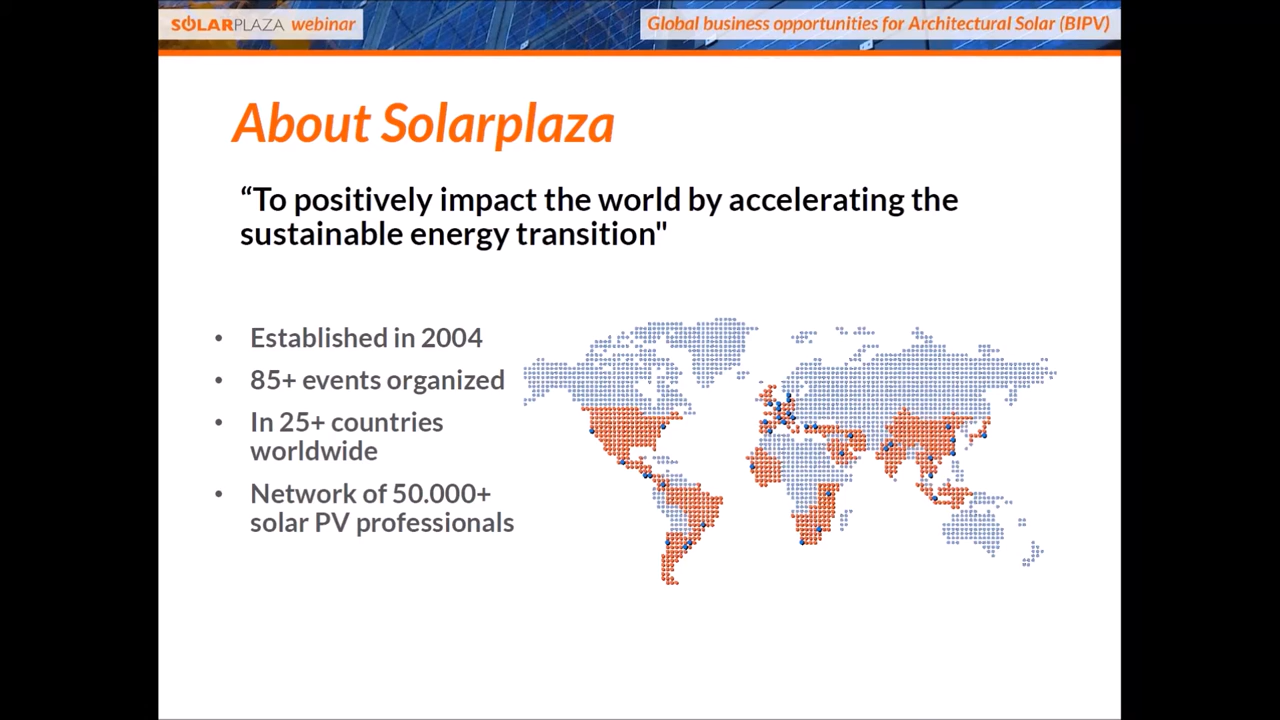 SOLARPLAZA webinar
Global business opportunities for Architectural Solar (BIPV)
About Solarplaza
“To positively impact the world by accelerating the
sustainable energy transition"
• Established in 2004
• 85+ events organized
• In 25+ countries
worldwide
• Network of 50.000+
solar PV professionals